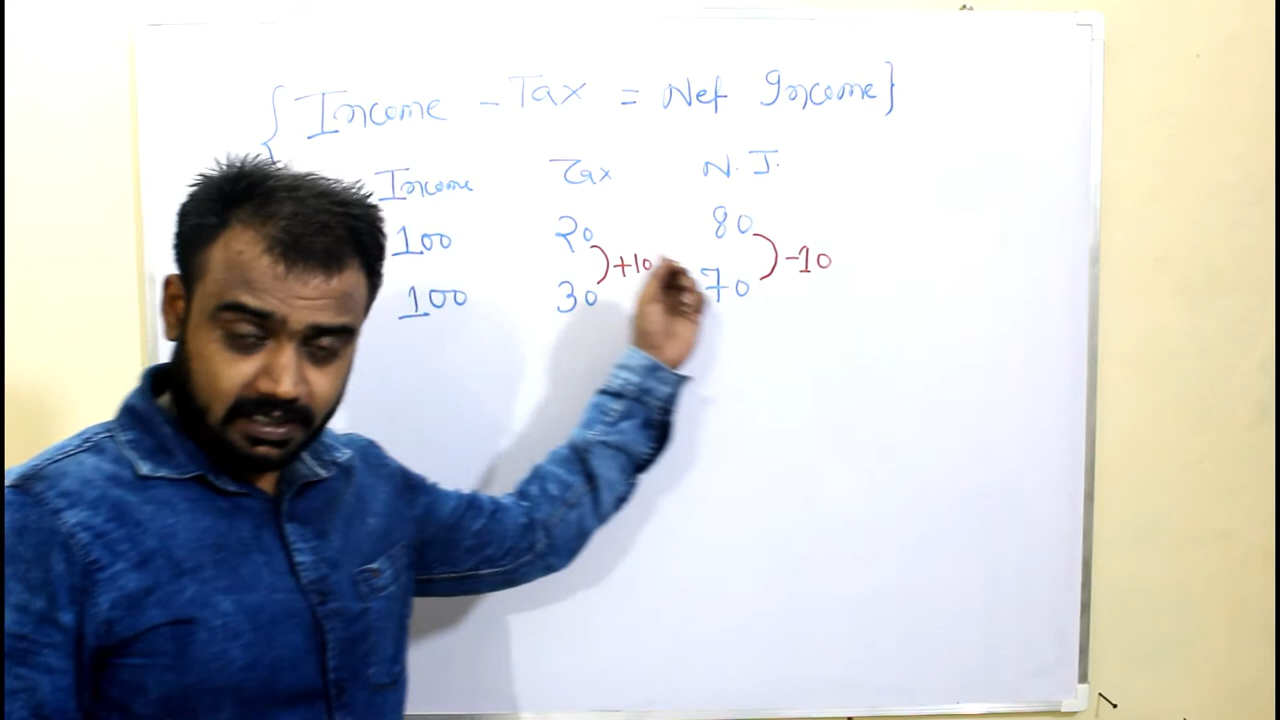 { Income - Tax = Net Income }
Income Tax N.I.
100 20 80
+10 -10
100 30 70